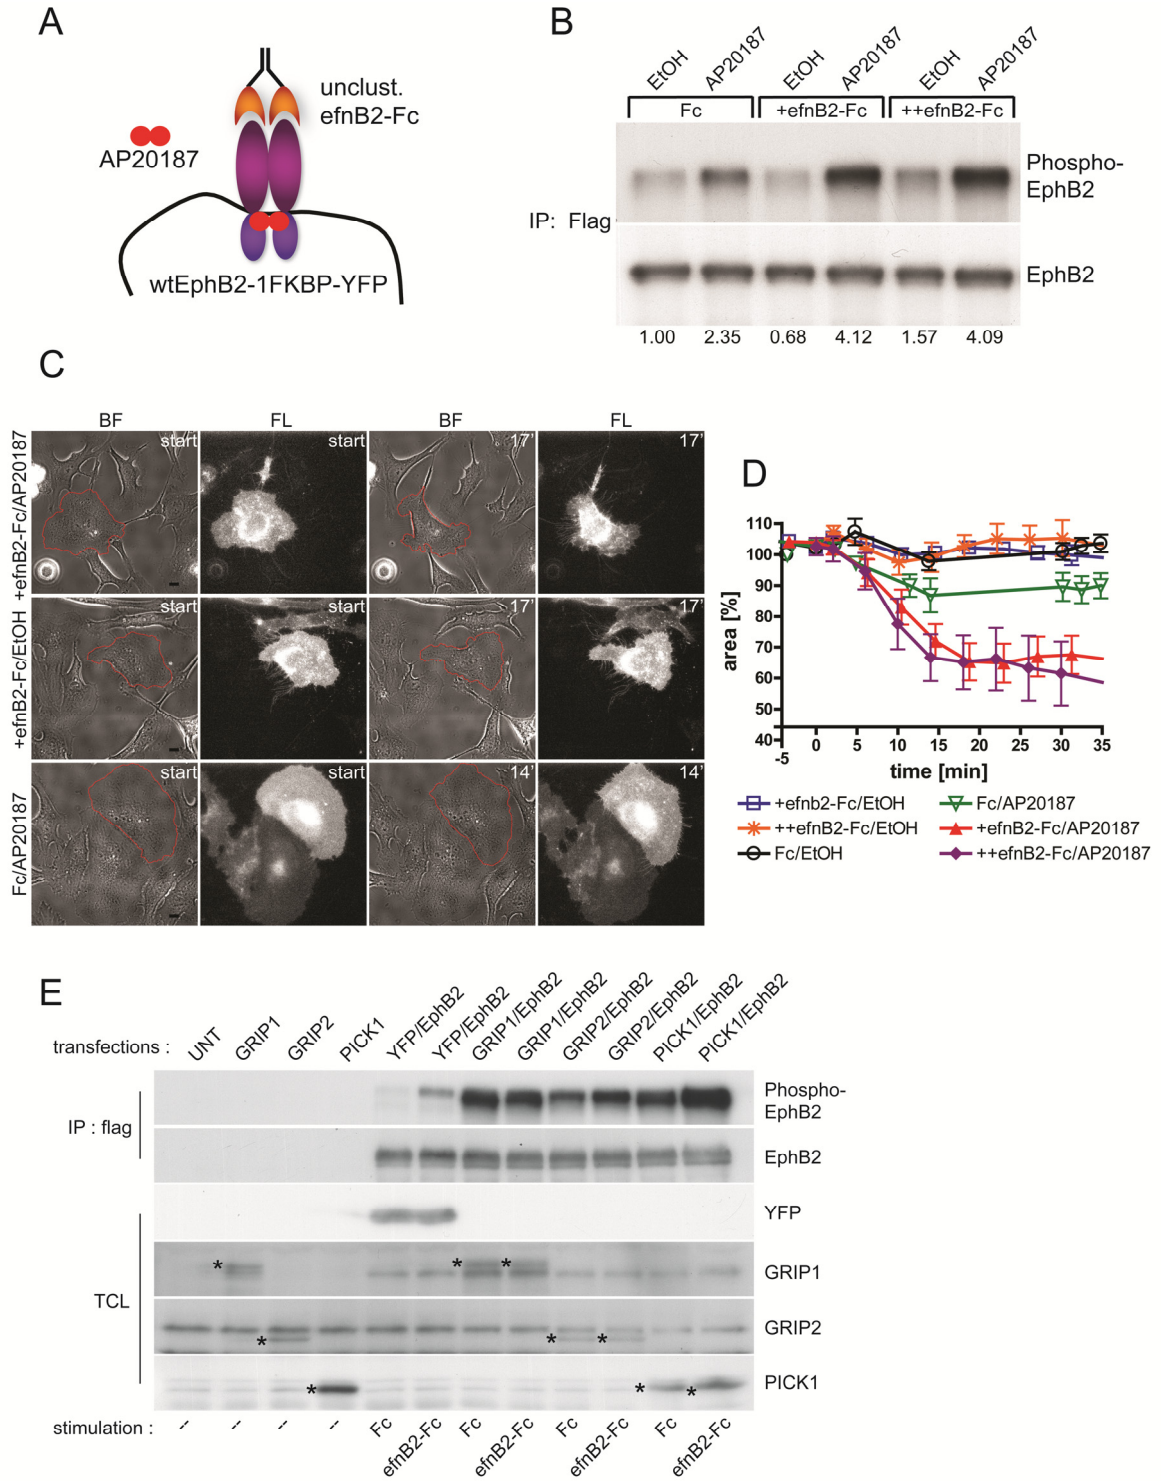 A
unclust.
efnB2-Fc
AP20187
wtEphB2-1FKBP-YFP
B
EtOH AP20187 EtOH AP20187 EtOH AP20187
Fc +efnB2-Fc ++efnB2-Fc
Phospho-
EphB2
IP: Flag
EphB2
1.00 2.35 0.68 4.12 1.57 4.09
C
BF FL BF FL
+efnB2-Fc/AP20187
start start 17' 17'
+efnB2-Fc/EtOH
start start 17' 17'
Fc/AP20187
start start 14' 14'
D
area [%]
110
100
90
80
70
60
50
40
-5 0 5 10 15 20 25 30 35
time [min]
+efnb2-Fc/EtOH
++efnB2-Fc/EtOH
Fc/EtOH
Fc/AP20187
+efnB2-Fc/AP20187
++efnB2-Fc/AP20187
E
transfections : UNT GRIP1 GRIP2 PICK1 YFP/EphB2 YFP/EphB2 GRIP1/EphB2 GRIP1/EphB2 GRIP2/EphB2 GRIP2/EphB2 PICK1/EphB2 PICK1/EphB2
IP : flag
Phospho-
EphB2
EphB2
TCL
YFP
* * * GRIP1
* * * GRIP2
* * * PICK1
stimulation : -- -- -- -- Fc efnB2-Fc Fc efnB2-Fc Fc efnB2-Fc Fc efnB2-Fc